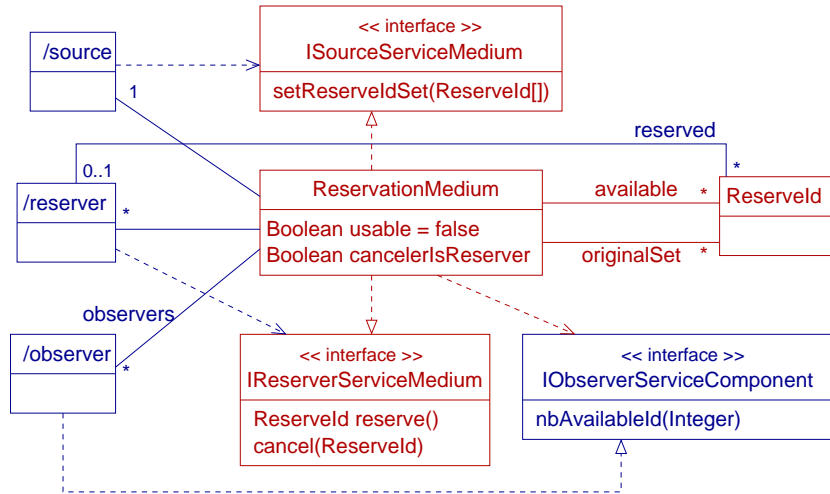 << interface >>
ISourceServiceMedium
setReserveIdSet(ReserveId[])
/source
1
reserved
0..1
*
/reserver
*
ReservationMedium
Boolean usable = false
Boolean cancelerIsReserver
available
*
originalSet
*
ReserveId
observers
/observer
*
<< interface >>
IReserverServiceMedium
ReserveId reserve()
cancel(ReserveId)
<< interface >>
IObserverServiceComponent
nbAvailableId(Integer)